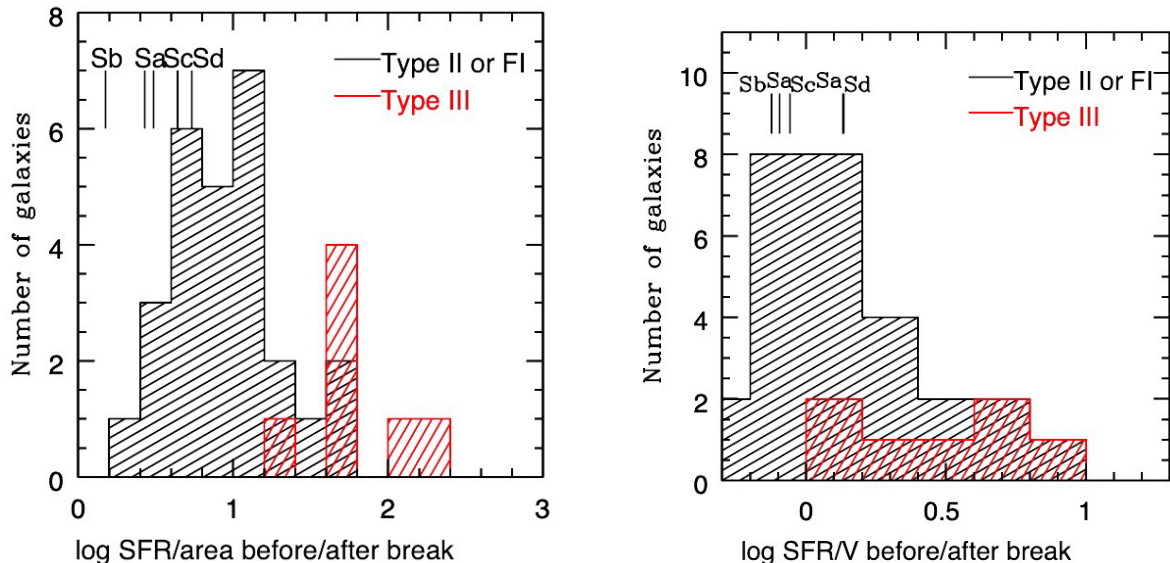 8
6
4
2
0
Number of galaxies
Sb Sa Sc Sd
Type II or FI
Type III
0 1 2 3
log SFR/area before/after break
10
8
6
4
2
0
Number of galaxies
Sb Sa Sc Sa Sd
Type II or FI
Type III
0 0.5 1
log SFR/V before/after break